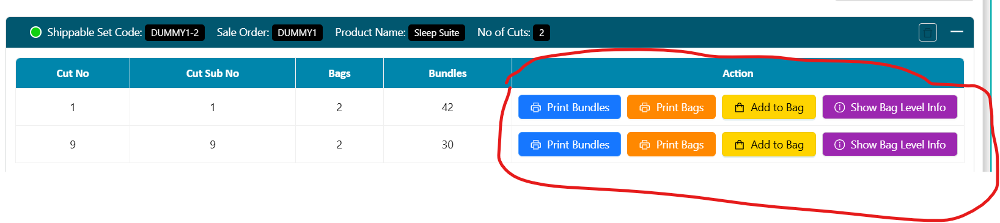 Shippable Set Code: DUMMY1-2 Sale Order: DUMMY1 Product Name: Sleep Suite No of Cuts: 2
Cut No Cut Sub No Bags Bundles Action
1 1 2 42 Print Bundles Print Bags Add to Bag Show Bag Level Info
9 9 2 30 Print Bundles Print Bags Add to Bag Show Bag Level Info